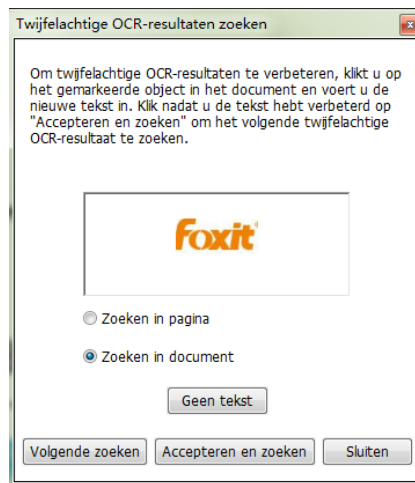 Twijfelachtige OCR-resultaten zoeken
Om twijfelachtige OCR-resultaten te verbeteren, klikt u op
het gemarkeerde object in het document en voert u de
nieuwe tekst in. Klik nadat u de tekst hebt verbeterd op
"Accepteren en zoeken" om het volgende twijfelachtige
OCR-resultaat te zoeken.
foxit
Zoeken in pagina
Zoeken in document
Geen tekst
Volgende zoeken Accepteren en zoeken Sluiten